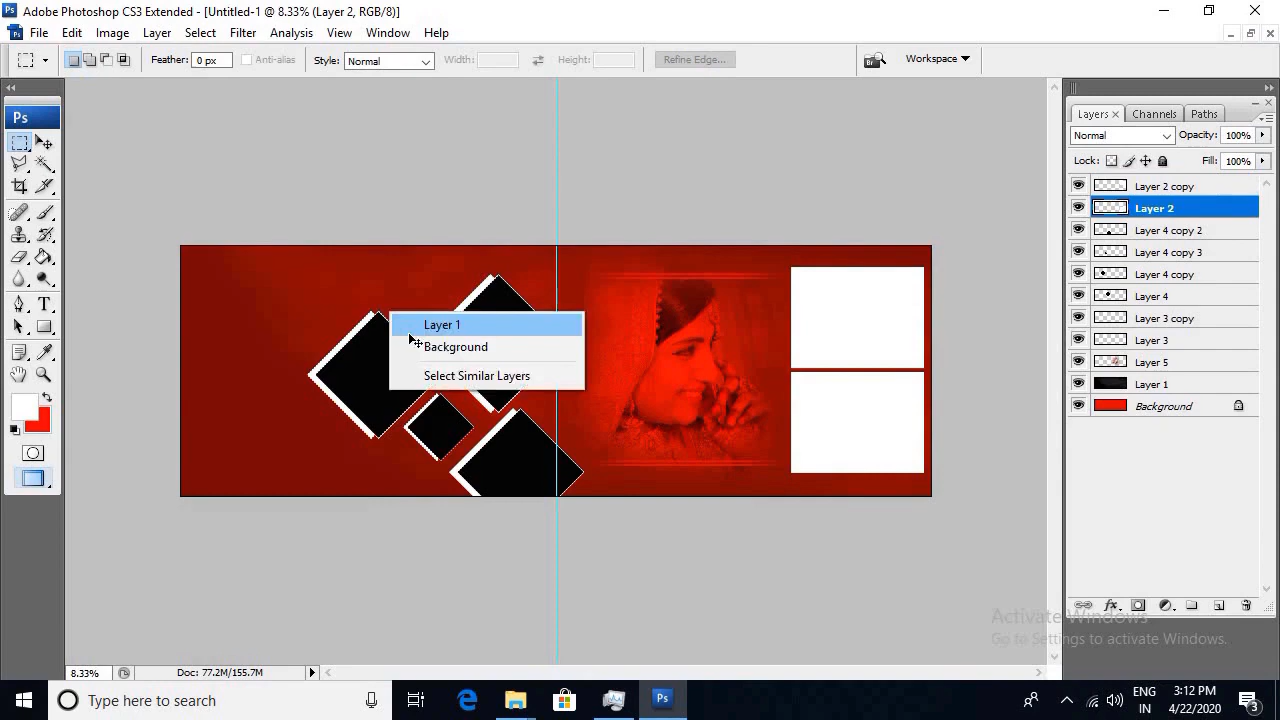 Adobe Photoshop CS3 Extended - [Untitled-1 @ 8.33% (Layer 2, RGB/8)]
File Edit Image Layer Select Filter Analysis View Window Help
Feather: 0 px Anti-alias Style: Normal Width: Height: Refine Edge... Br Workspace
Ps
Layers Channels Paths
Normal Opacity: 100%
Lock: Fill: 100%
Layer 2 copy
Layer 2
Layer 4 copy 2
Layer 4 copy 3
Layer 4 copy
Layer 4
Layer 3 copy
Layer 3
Layer 5
Layer 1
Background
Layer 1
Background
Select Similar Layers
Activate Windows
Go to Settings to activate Windows.
8.33% Doc: 77.2M/155.7M
Type here to search
Ps
ENG
IN
3:12 PM
4/22/2020
3